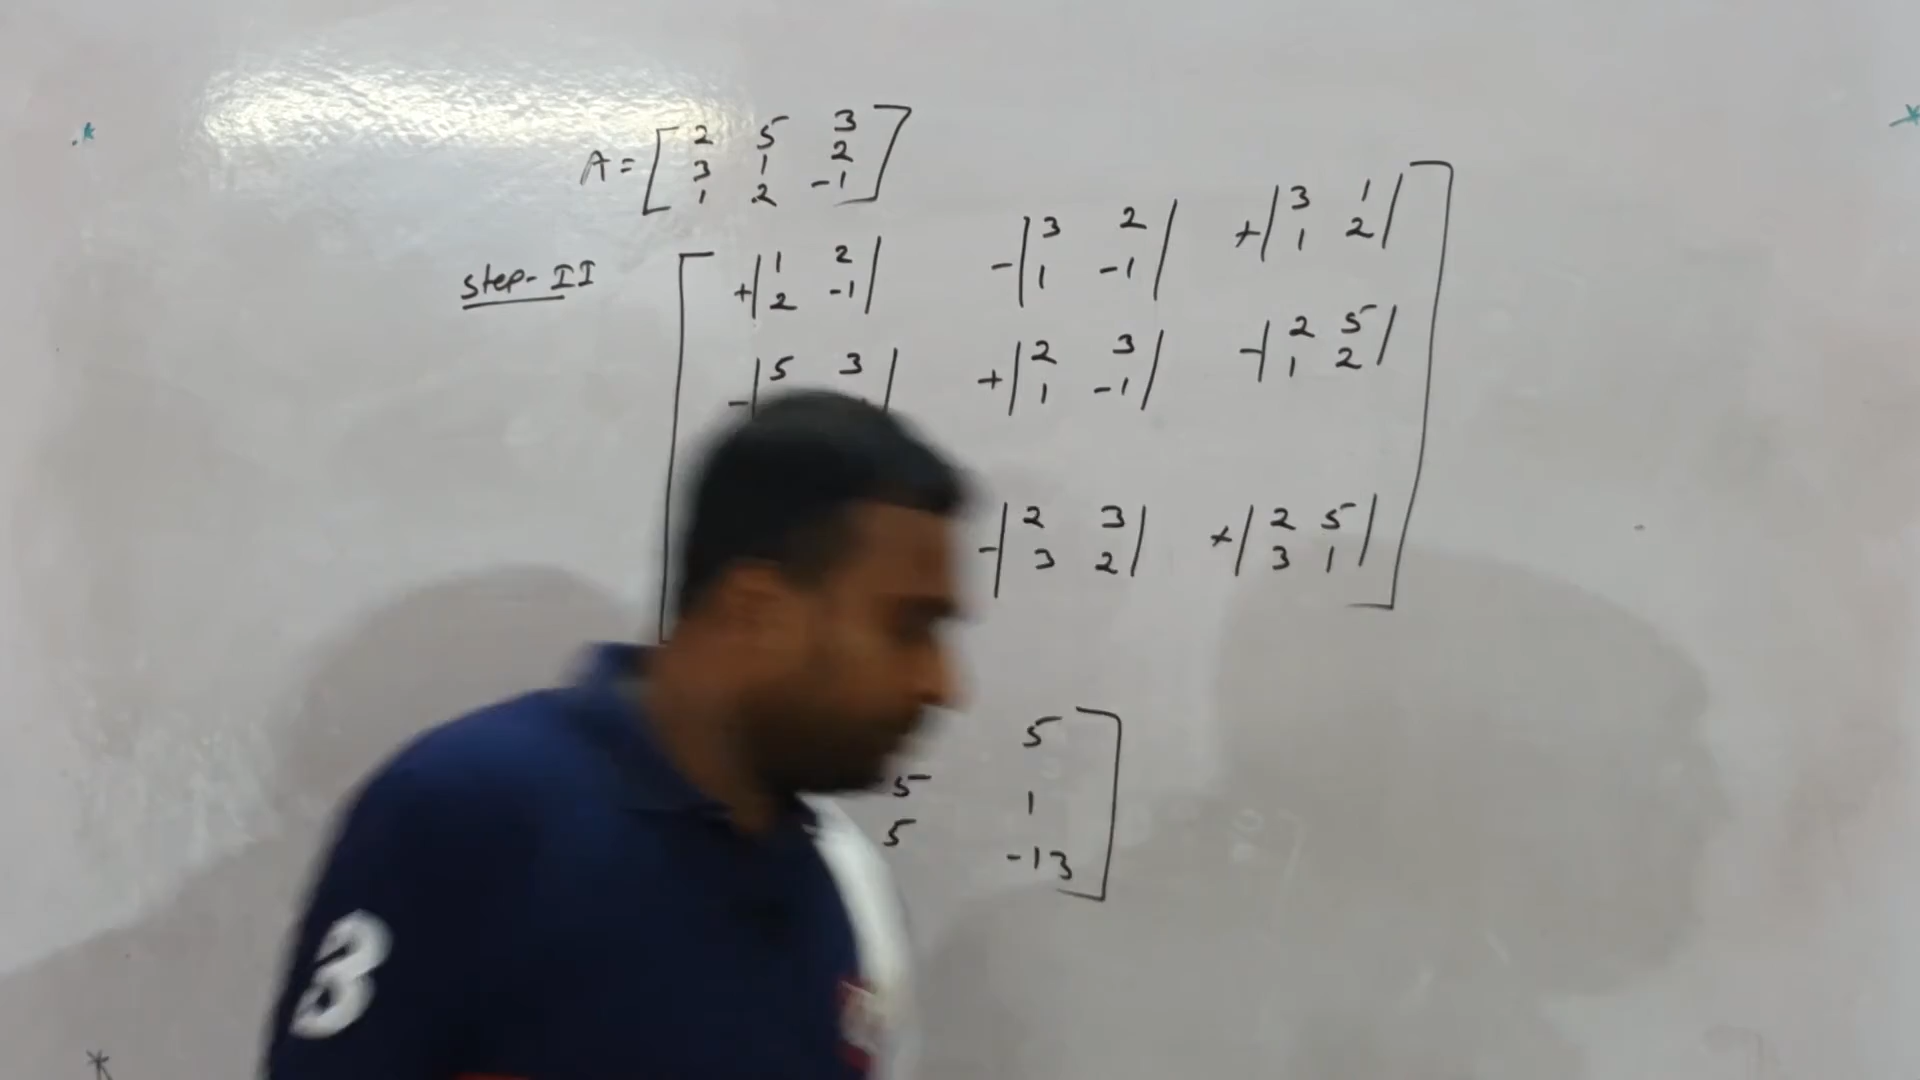 A = [ 2 5 3
3 1 2
1 2 -1 ]
step-II
[ +| 1 2 | -| 3 2 | +| 3 1 |
| 2 -1 | | 1 -1 | | 1 2 |
-| 5 3 | +| 2 3 | -| 2 5 |
| 1 -1 | | 1 2 |
-| 2 3 | +| 2 5 |
| 3 2 | | 3 1 | ]
5
5 1
5 -13 ]
3